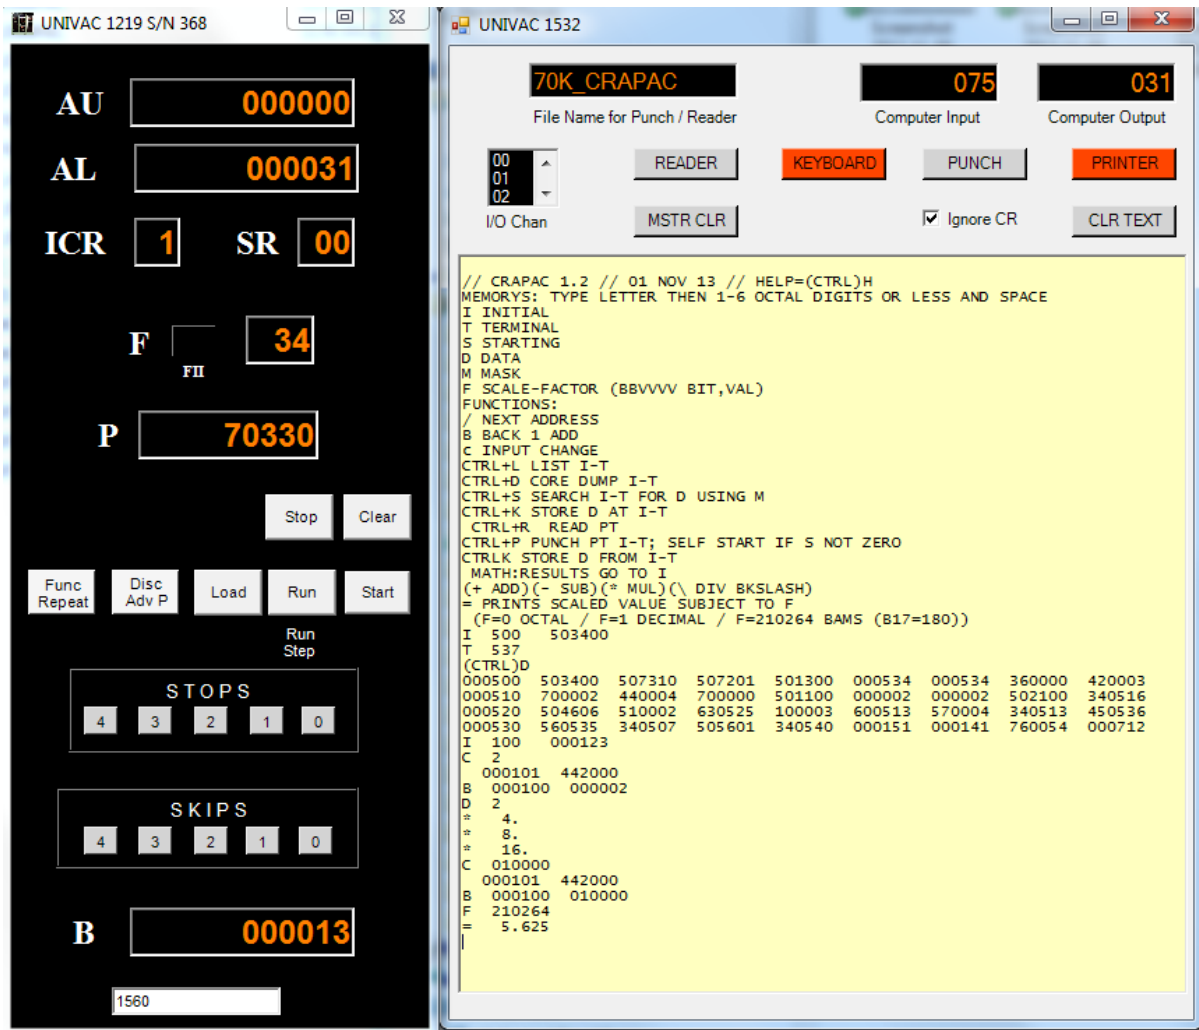 UNIVAC 1219 S/N 368
AU 000000
AL 000031
ICR 1 SR 00
F 34
FII
P 70330
Stop Clear
Func Repeat Disc Adv P Load Run Start
Run
Step
STOPS
4 3 2 1 0
SKIPS
4 3 2 1 0
B 000013
1560
UNIVAC 1532
70K_CRAPAC 075 031
File Name for Punch / Reader Computer Input Computer Output
00
01
02
READER KEYBOARD PUNCH PRINTER
I/O Chan MSTR CLR Ignore CR CLR TEXT
// CRAPAC 1.2 // 01 NOV 13 // HELP=(CTRL)H
MEMORYS: TYPE LETTER THEN 1-6 OCTAL DIGITS OR LESS AND SPACE
I INITIAL
T TERMINAL
S STARTING
D DATA
M MASK
F SCALE-FACTOR (BBVVVV BIT,VAL)
FUNCTIONS:
/ NEXT ADDRESS
B BACK 1 ADD
c INPUT CHANGE
CTRL+L LIST I-T
CTRL+D CORE DUMP I-T
CTRL+S SEARCH I-T FOR D USING M
CTRL+K STORE D AT I-T
CTRL+R READ PT
CTRL+P PUNCH PT I-T; SELF START IF S NOT ZERO
CTRLK STORE D FROM I-T
MATH:RESULTS GO TO I
(+ ADD)(- SUB)(* MUL)(\ DIV BKSLASH)
= PRINTS SCALED VALUE SUBJECT TO F
(F=0 OCTAL / F=1 DECIMAL / F=210264 BAMS (B17=180))
I 500 503400
T 537
(CTRL)D
000500 503400 507310 507201 501300 000534 000534 360000 420003
000510 700002 440004 700000 501100 000002 000002 502100 340516
000520 504606 510002 630525 100003 600513 570004 340513 450536
000530 560535 340507 505601 340540 000151 000141 760054 000712
I 100 000123
C 2
000101 442000
B 000100 000002
D 2
* 4.
* 8.
* 16.
C 010000
000101 442000
B 000100 010000
F 210264
= 5.625